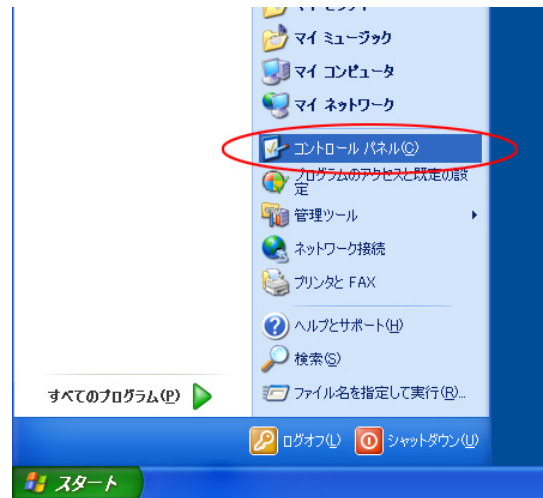 マイ ミュージック
マイ コンピュータ
マイ ネットワーク
コントロール パネル(C)
プログラムのアクセスと既定の設
定
管理ツール
ネットワーク接続
プリンタと FAX
ヘルプとサポート(H)
検索(S)
ファイル名を指定して実行(R)...
すべてのプログラム(P)
ログオフ(L)
シャットダウン(U)
スタート